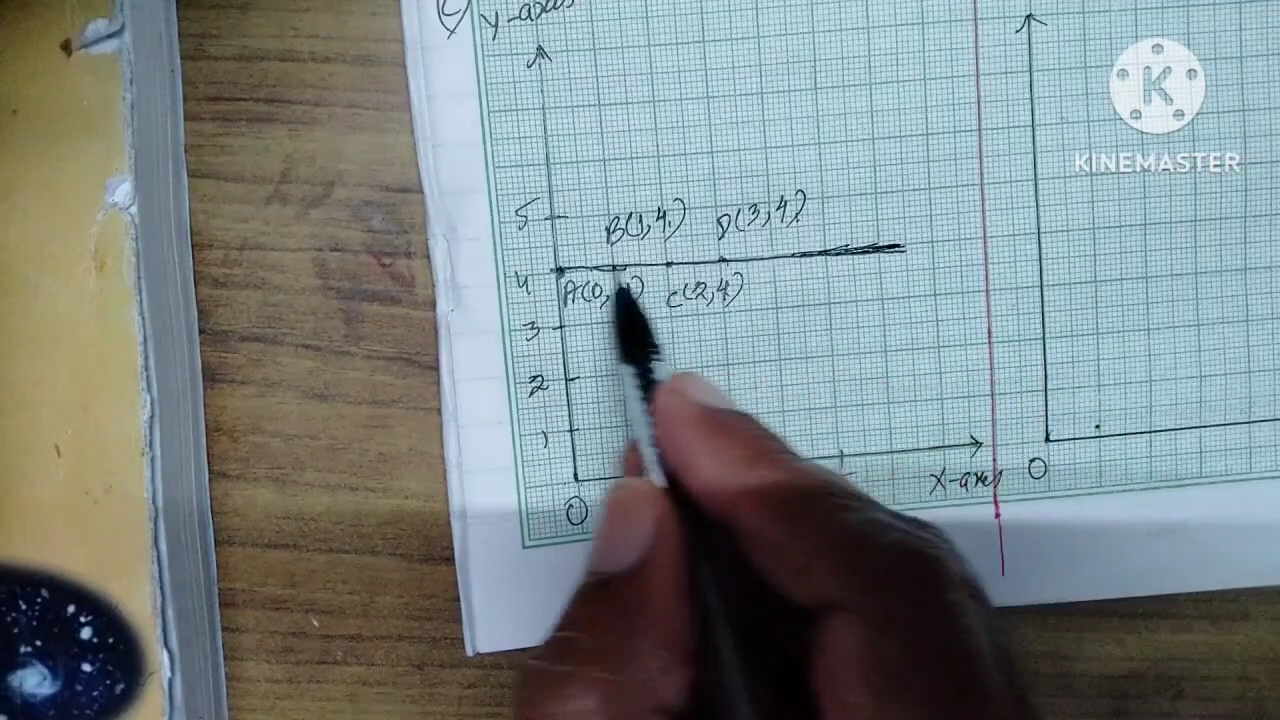 (C) Y-axis
5
B(1,4) D(3,4)
4
A(0, C(2,4)
3
2
1
X-axis
O
O
KINEMASTER